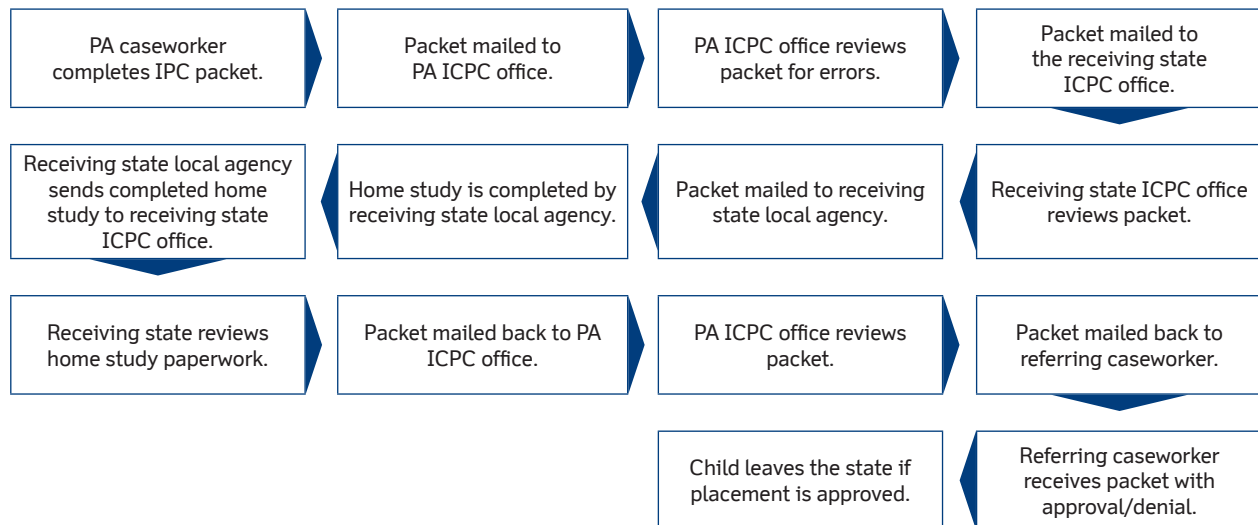 PA caseworker
completes IPC packet.
Packet mailed to
PA ICPC office.
PA ICPC office reviews
packet for errors.
Packet mailed to
the receiving state
ICPC office.
Receiving state ICPC office
reviews packet.
Packet mailed to receiving
state local agency.
Home study is completed by
receiving state local agency.
Receiving state local agency
sends completed home
study to receiving state
ICPC office.
Receiving state reviews
home study paperwork.
Packet mailed back to PA
ICPC office.
PA ICPC office reviews
packet.
Packet mailed back to
referring caseworker.
Referring caseworker
receives packet with
approval/denial.
Child leaves the state if
placement is approved.